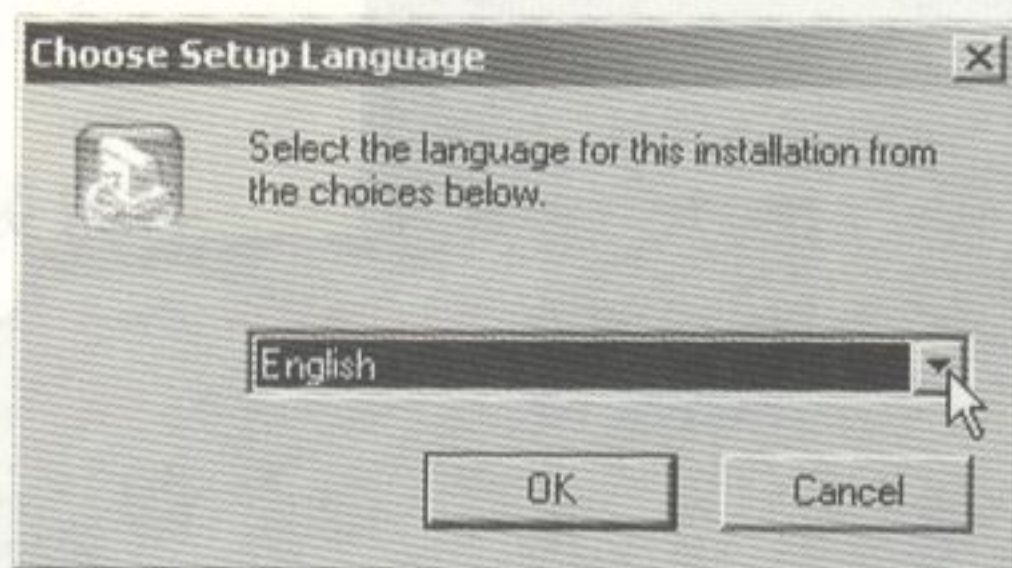 Choose Setup Language
Select the language for this installation from
the choices below.
English
OK
Cancel